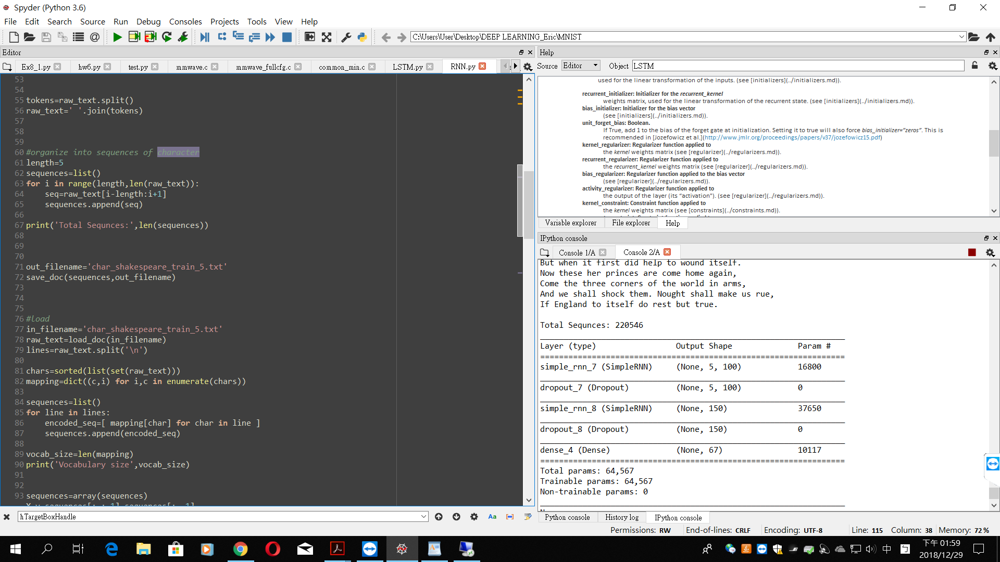 Spyder (Python 3.6)
File Edit Search Source Run Debug Consoles Projects Tools View Help
C:\Users\User\Desktop\DEEP LEARNING_Eric\MNIST
Editor
Ex8_1.py hw6.py test.py mmwave.c mmwave_fullcfg.c common_min.c LSTM.py RNN.py
53
54
55 tokens=raw_text.split()
56 raw_text=' '.join(tokens)
57
58
59
60 #organize into sequences of character
61 length=5
62 sequences=list()
63 for i in range(length,len(raw_text)):
64     seq=raw_text[i-length:i+1]
65     sequences.append(seq)
66
67 print('Total Sequnces:',len(sequences))
68
69
70
71 out_filename='char_shakespeare_train_5.txt'
72 save_doc(sequences,out_filename)
73
74
75
76 #load
77 in_filename='char_shakespeare_train_5.txt'
78 raw_text=load_doc(in_filename)
79 lines=raw_text.split('\n')
80
81 chars=sorted(list(set(raw_text)))
82 mapping=dict((c,i) for i,c in enumerate(chars))
83
84 sequences=list()
85 for line in lines:
86     encoded_seq=[ mapping[char] for char in line ]
87     sequences.append(encoded_seq)
88
89 vocab_size=len(mapping)
90 print('Vocabulary size',vocab_size)
91
92
93 sequences=array(sequences)
hTargetBoxHandle
Aa
Help
Source Editor Object LSTM
used for the linear transformation of the inputs. (see [initializers](../initializers.md)).
recurrent_initializer: Initializer for the recurrent_kernel
weights matrix, used for the linear transformation of the recurrent state. (see [initializers](../initializers.md)).
bias_initializer: Initializer for the bias vector
(see [initializers](../initializers.md)).
unit_forget_bias: Boolean.
If True, add 1 to the bias of the forget gate at initialization. Setting it to true will also force bias_initializer="zeros". This is
recommended in [Jozefowicz et al.](http://www.jmlr.org/proceedings/papers/v37/jozefowicz15.pdf)
kernel_regularizer: Regularizer function applied to
the kernel weights matrix (see [regularizer](../regularizers.md)).
recurrent_regularizer: Regularizer function applied to
the recurrent_kernel weights matrix (see [regularizer](../regularizers.md)).
bias_regularizer: Regularizer function applied to the bias vector
(see [regularizer](../regularizers.md)).
activity_regularizer: Regularizer function applied to
the output of the layer (its “activation”). (see [regularizer](../regularizers.md)).
kernel_constraint: Constraint function applied to
the kernel weights matrix (see [constraints](../constraints.md)).
Variable explorer File explorer Help
IPython console
Console 1/A Console 2/A
But when it first did help to wound itself.
Now these her princes are come home again,
Come the three corners of the world in arms,
And we shall shock them. Nought shall make us rue,
If England to itself do rest but true.
Total Sequnces: 220546
Layer (type) Output Shape Param #
simple_rnn_7 (SimpleRNN) (None, 5, 100) 16800
dropout_7 (Dropout) (None, 5, 100) 0
simple_rnn_8 (SimpleRNN) (None, 150) 37650
dropout_8 (Dropout) (None, 150) 0
dense_4 (Dense) (None, 67) 10117
Total params: 64,567
Trainable params: 64,567
Non-trainable params: 0
Python console History log IPython console
Permissions: RW End-of-lines: CRLF Encoding: UTF-8 Line: 115 Column: 38 Memory: 72 %
中
下午 01:59
2018/12/29